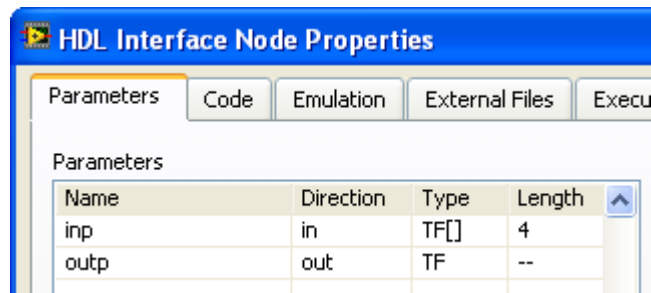 HDL Interface Node Properties
Parameters Code Emulation External Files Execu
Parameters
Name Direction Type Length
inp in TF[] 4
outp out TF --